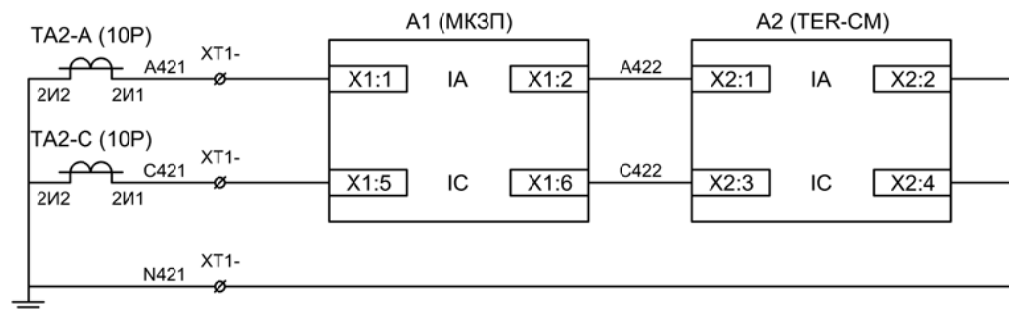 A1 (МКЗП)
A2 (TER-CM)
TA2-A (10P)
A421
XT1-
2И2
2И1
X1:1
IA
X1:2
A422
X2:1
IA
X2:2
TA2-C (10P)
C421
XT1-
2И2
2И1
X1:5
IC
X1:6
C422
X2:3
IC
X2:4
N421
XT1-